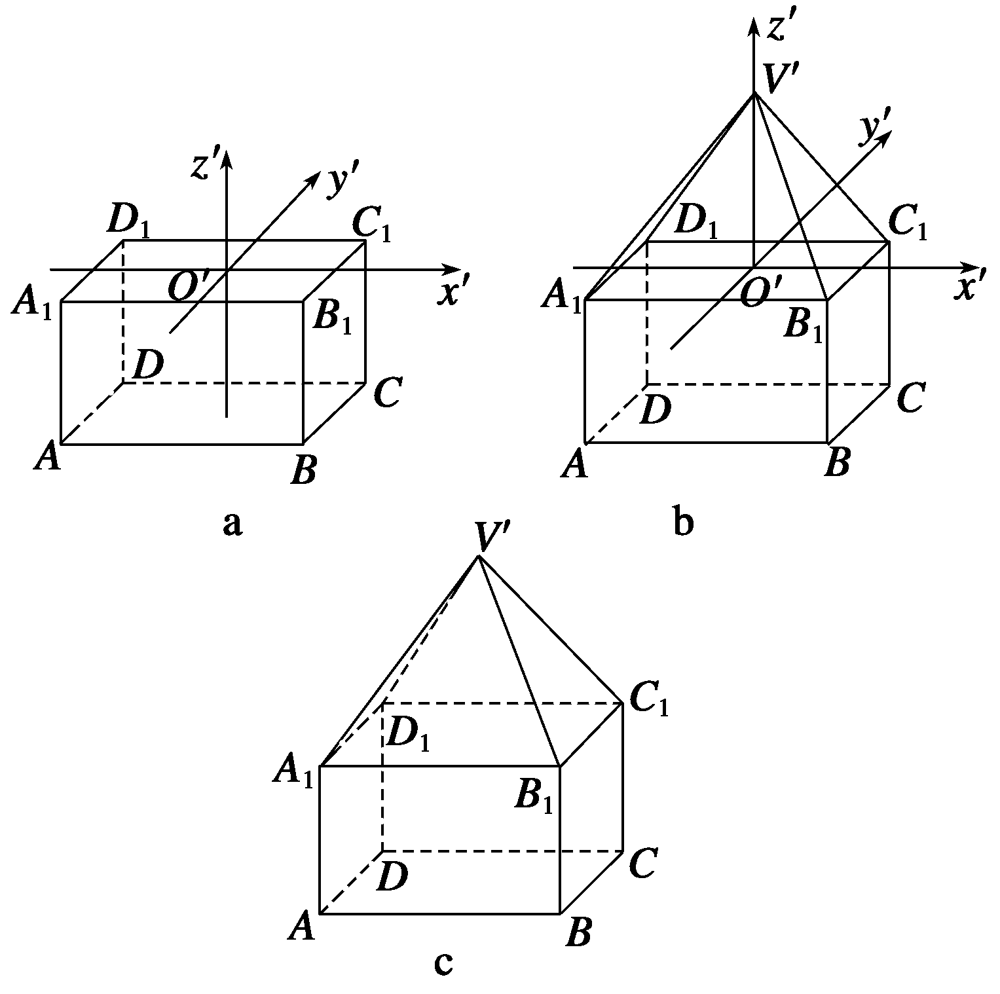 z′ y′
D₁ C₁
O′ x′
A₁ B₁
D C
A B
a
z′
V′
y′
D₁ C₁
A₁ O′ x′
B₁
D C
A B
b
V′
C₁
D₁
A₁ B₁
D C
A B
c